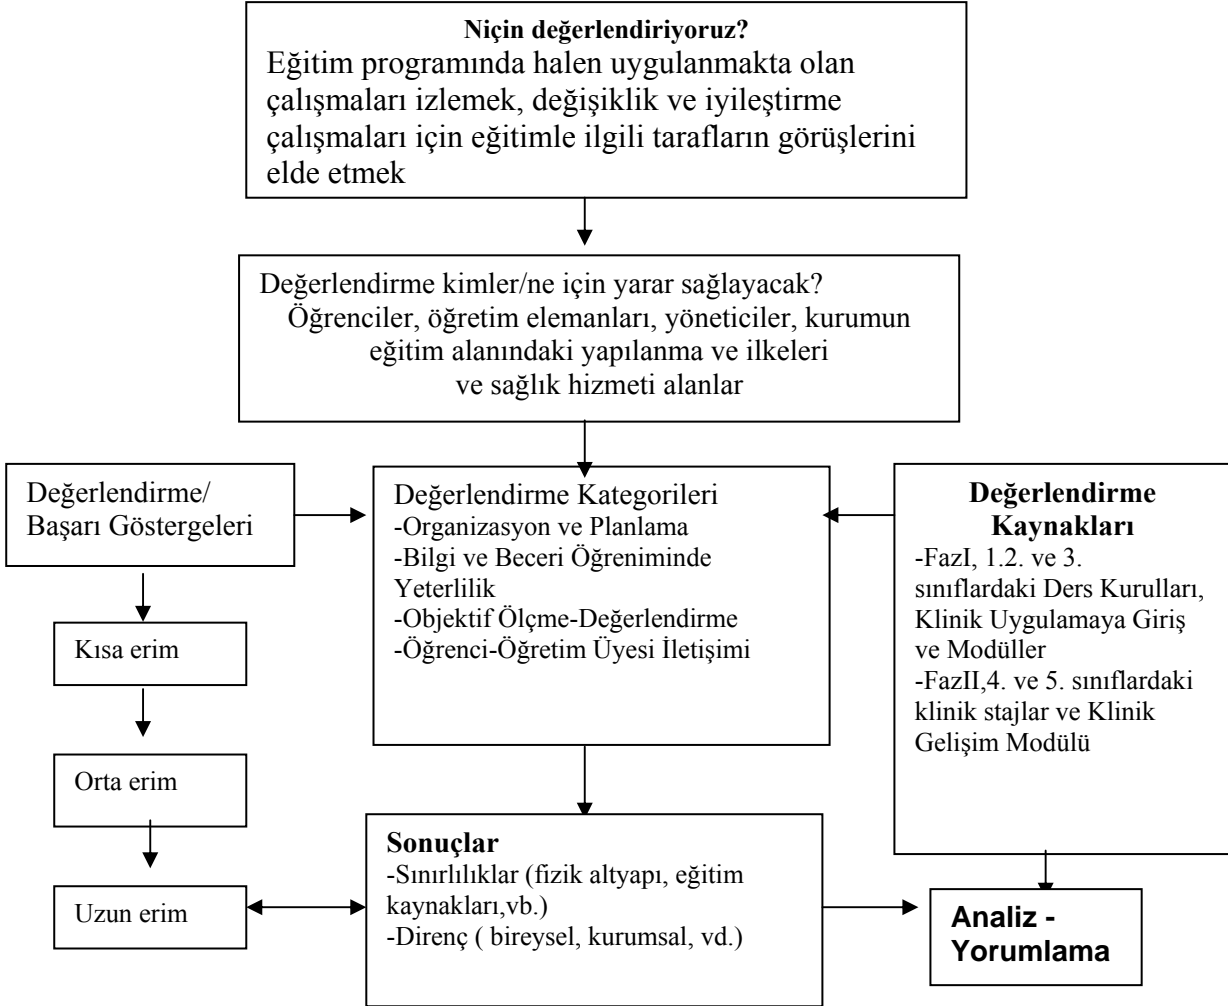 Niçin değerlendiriyoruz?
Eğitim programında halen uygulanmakta olan
çalışmaları izlemek, değişiklik ve iyileştirme
çalışmaları için eğitimle ilgili tarafların görüşlerini
elde etmek
Değerlendirme kimler/ne için yarar sağlayacak?
Öğrenciler, öğretim elemanları, yöneticiler, kurumun
eğitim alanındaki yapılanma ve ilkeleri
ve sağlık hizmeti alanlar
Değerlendirme/
Başarı Göstergeleri
Kısa erim
Orta erim
Uzun erim
Değerlendirme Kategorileri
-Organizasyon ve Planlama
-Bilgi ve Beceri Öğreniminde
Yeterlilik
-Objektif Ölçme-Değerlendirme
-Öğrenci-Öğretim Üyesi İletişimi
Değerlendirme
Kaynakları
-FazI, 1.2. ve 3.
sınıflardaki Ders Kurulları,
Klinik Uygulamaya Giriş
ve Modüller
-FazII,4. ve 5. sınıflardaki
klinik stajlar ve Klinik
Gelişim Modülü
Sonuçlar
-Sınırlılıklar (fizik altyapı, eğitim
kaynakları,vb.)
-Direnç ( bireysel, kurumsal, vd.)
Analiz -
Yorumlama